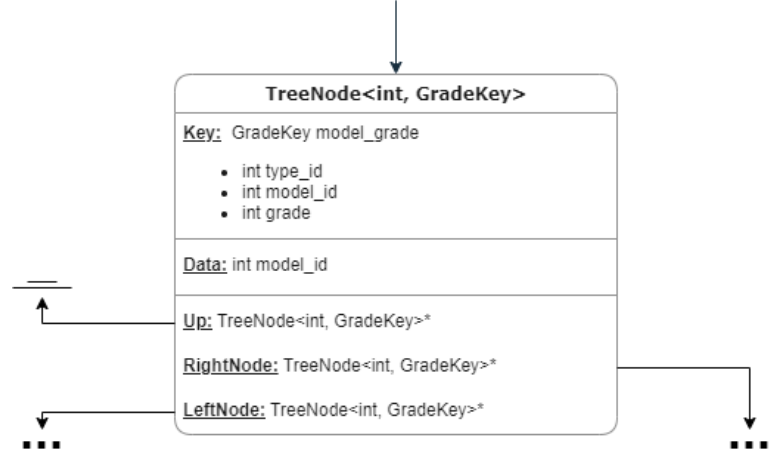 TreeNode<int, GradeKey>
Key: GradeKey model_grade
• int type_id
• int model_id
• int grade
Data: int model_id
Up: TreeNode<int, GradeKey>*
RightNode: TreeNode<int, GradeKey>*
LeftNode: TreeNode<int, GradeKey>*